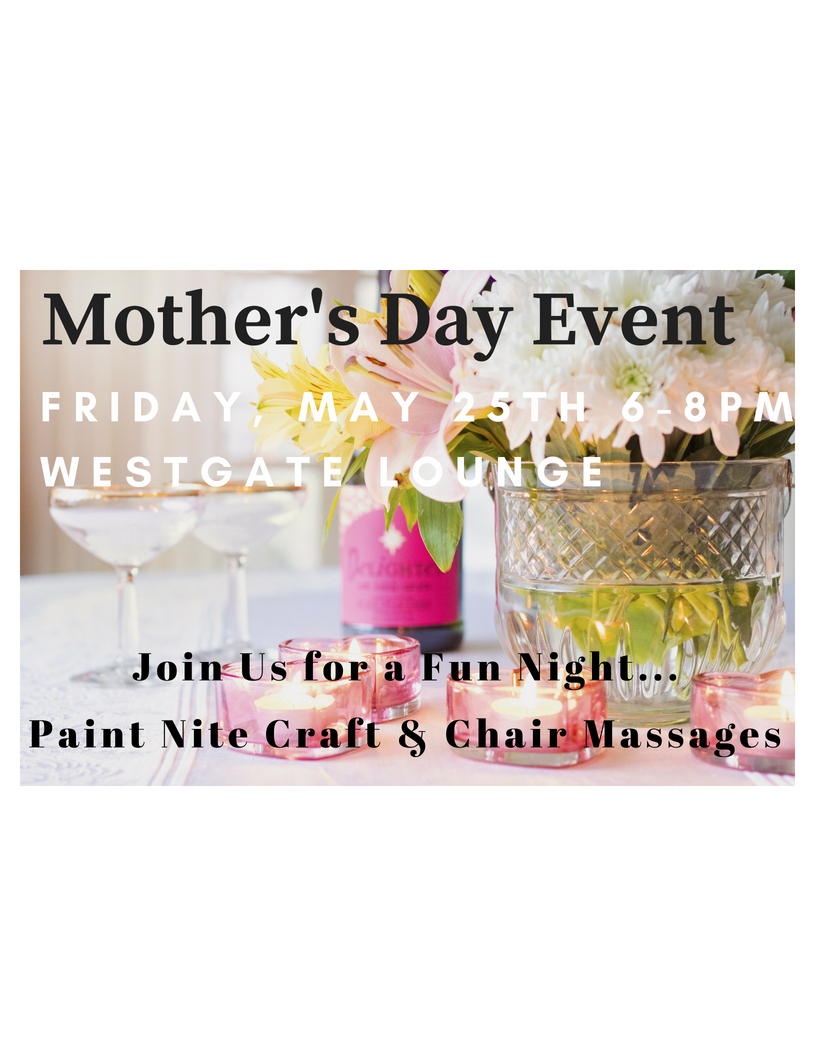 Mother's Day Event
FRIDAY, MAY 25TH 6-8PM
WESTGATE LOUNGE
Delighte
Join Us for a Fun Night...
Paint Nite Craft & Chair Massages